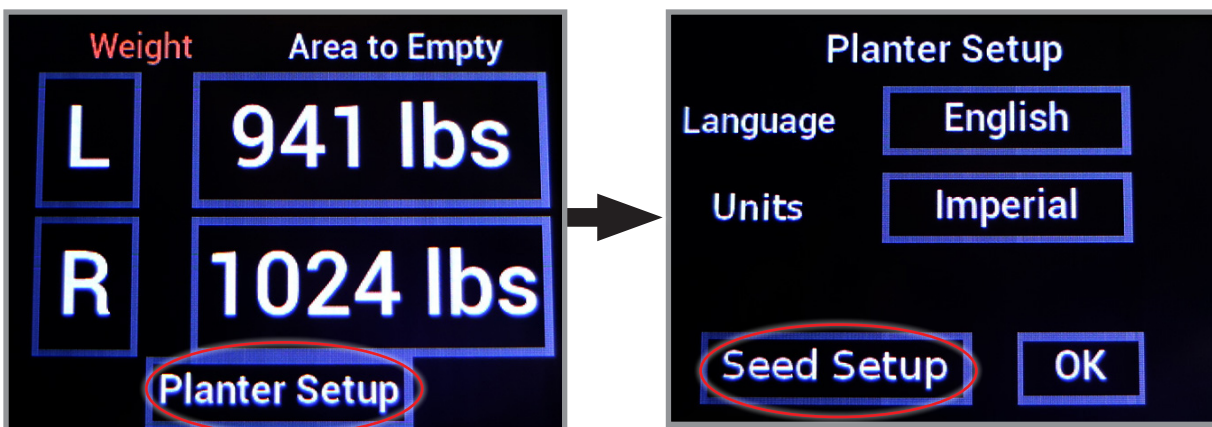 Weight Area to Empty
L 941 lbs
R 1024 lbs
Planter Setup
Planter Setup
Language English
Units Imperial
Seed Setup OK